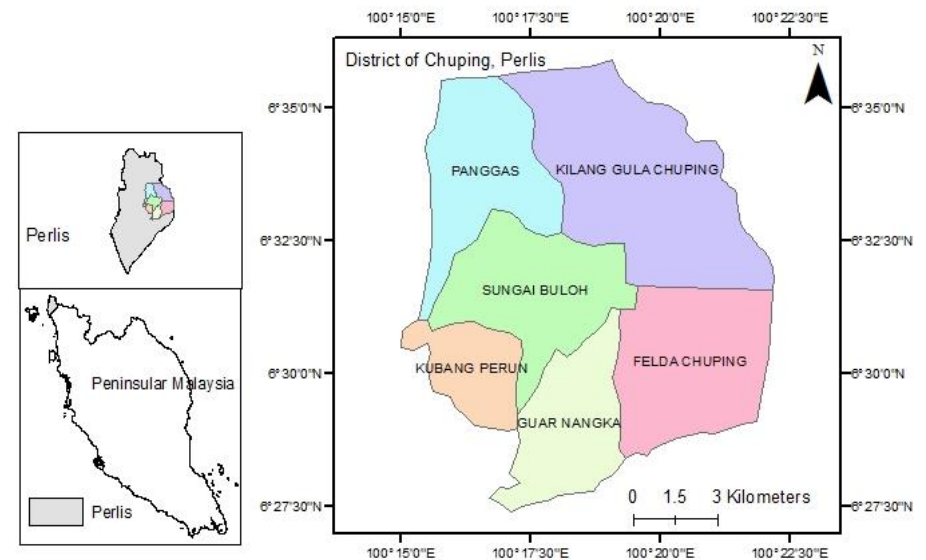 100° 15'0"E 100° 17'30"E 100° 20'0"E 100° 22'30"E
District of Chuping, Perlis
N
6° 35'0"N 6° 35'0"N
PANGGAS
KILANG GULA CHUPING
Perlis
6° 32'30"N 6° 32'30"N
SUNGAI BULOH
FELDA CHUPING
KUBANG PERUN
6° 30'0"N 6° 30'0"N
Peninsular Malaysia
GUAR NANGKA
0 1.5 3 Kilometers
6° 27'30"N 6° 27'30"N
Perlis
100° 15'0"E 100° 17'30"E 100° 20'0"E 100° 22'30"E